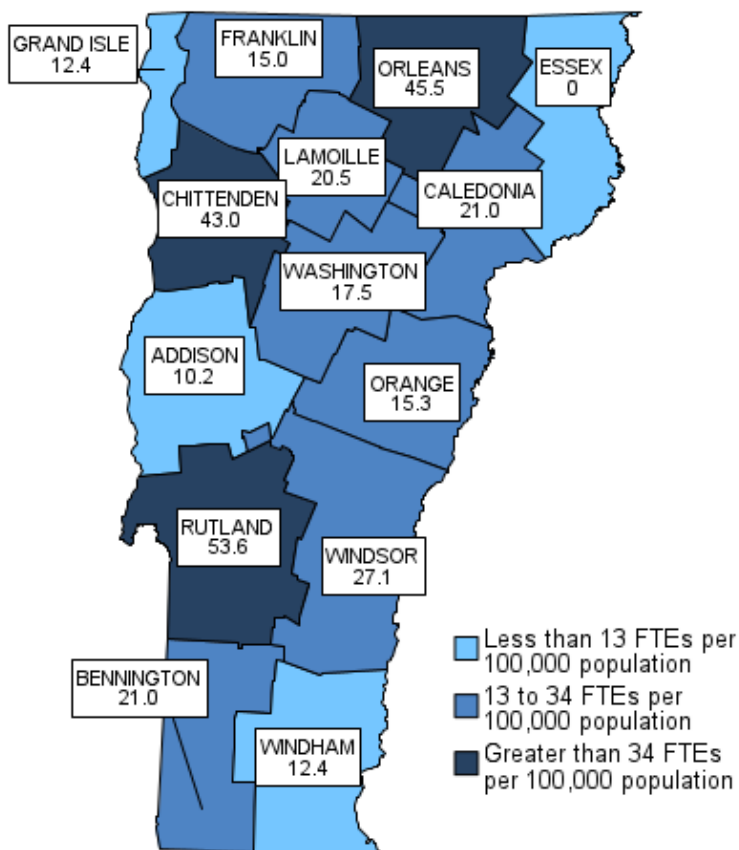 GRAND ISLE
12.4
FRANKLIN
15.0
ORLEANS
45.5
ESSEX
0
LAMOILLE
20.5
CHITTENDEN
43.0
CALEDONIA
21.0
WASHINGTON
17.5
ADDISON
10.2
ORANGE
15.3
RUTLAND
53.6
WINDSOR
27.1
BENNINGTON
21.0
WINDHAM
12.4
Less than 13 FTEs per
100,000 population
13 to 34 FTEs per
100,000 population
Greater than 34 FTEs
per 100,000 population